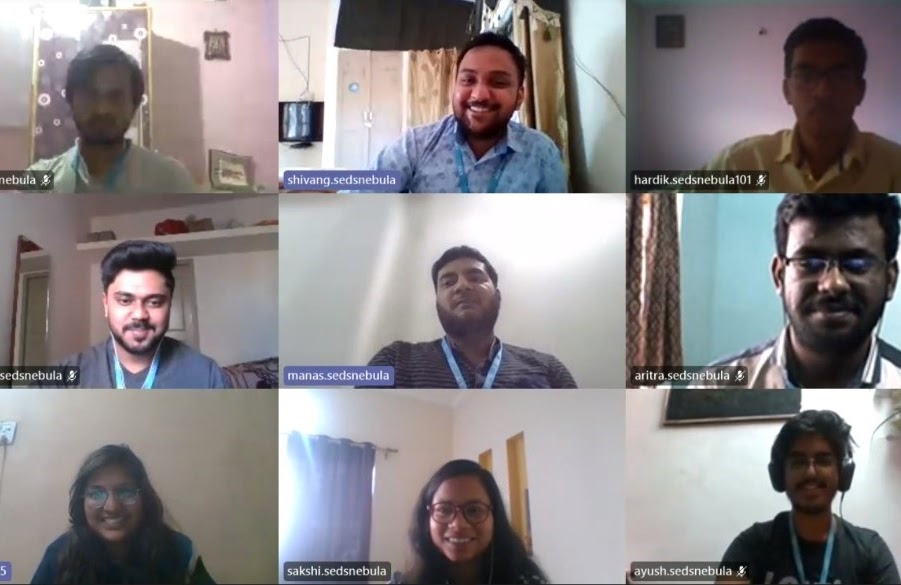 nebula
shivang.sedsnebula
hardik.sedsnebula101
sedsnebula
manas.sedsnebula
aritra.sedsnebula
5
sakshi.sedsnebula
ayush.sedsnebula